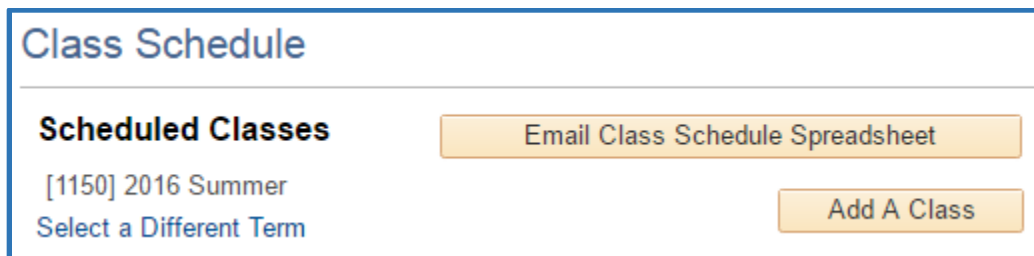 Class Schedule
Scheduled Classes
Email Class Schedule Spreadsheet
[1150] 2016 Summer
Add A Class
Select a Different Term